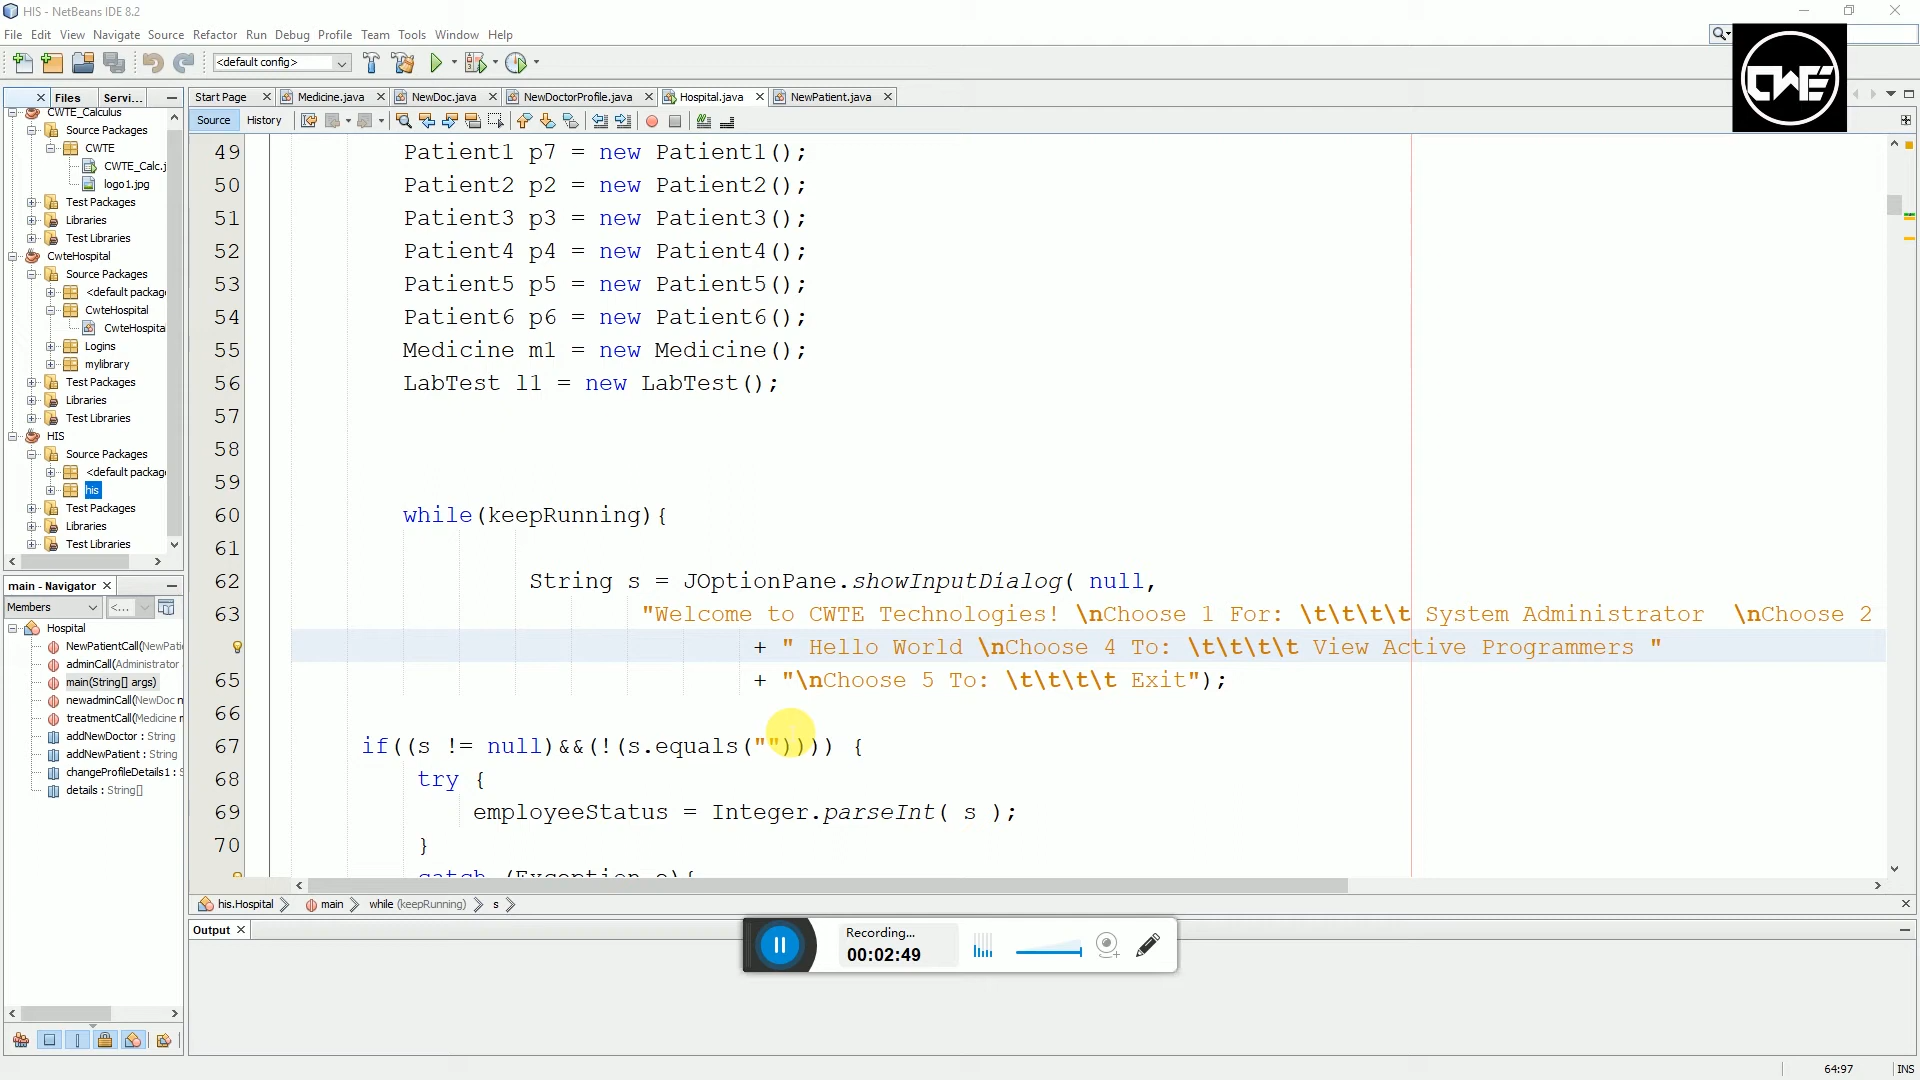 HIS - NetBeans IDE 8.2
File Edit View Navigate Source Refactor Run Debug Profile Team Tools Window Help
<default config>
CWE
Files Servi...
Start Page Medicine.java NewDoc.java NewDoctorProfile.java Hospital.java NewPatient.java
Source History
CWTE_Calculus
Source Packages
CWTE
CWTE_Calc.j
logo1.jpg
Test Packages
Libraries
Test Libraries
CwteHospital
Source Packages
<default packag
CwteHospital
CwteHospita
Logins
mylibrary
Test Packages
Libraries
Test Libraries
HIS
Source Packages
<default packag
his
Test Packages
Libraries
Test Libraries
main - Navigator
Members <...
Hospital
NewPatientCall(NewPatie
adminCall(Administrator
main(String[] args)
newadminCall(NewDoc n
treatmentCall(Medicine
addNewDoctor : String
addNewPatient : String
changeProfileDetails1 : S
details : String[]
49 Patient1 p7 = new Patient1();
50 Patient2 p2 = new Patient2();
51 Patient3 p3 = new Patient3();
52 Patient4 p4 = new Patient4();
53 Patient5 p5 = new Patient5();
54 Patient6 p6 = new Patient6();
55 Medicine m1 = new Medicine();
56 LabTest l1 = new LabTest();
57
58
59
60 while(keepRunning){
61
62 String s = JOptionPane.showInputDialog( null,
63 "Welcome to CWTE Technologies! \nChoose 1 For: \t\t\t\t System Administrator \nChoose 2
+ " Hello World \nChoose 4 To: \t\t\t\t View Active Programmers "
65 + "\nChoose 5 To: \t\t\t\t Exit");
66
67 if((s != null)&&(!(s.equals("")))) {
68 try {
69 employeeStatus = Integer.parseInt( s );
70 }
catch (Exception e){
his.Hospital main while (keepRunning) s
Output
Recording...
00:02:49
64:97 INS